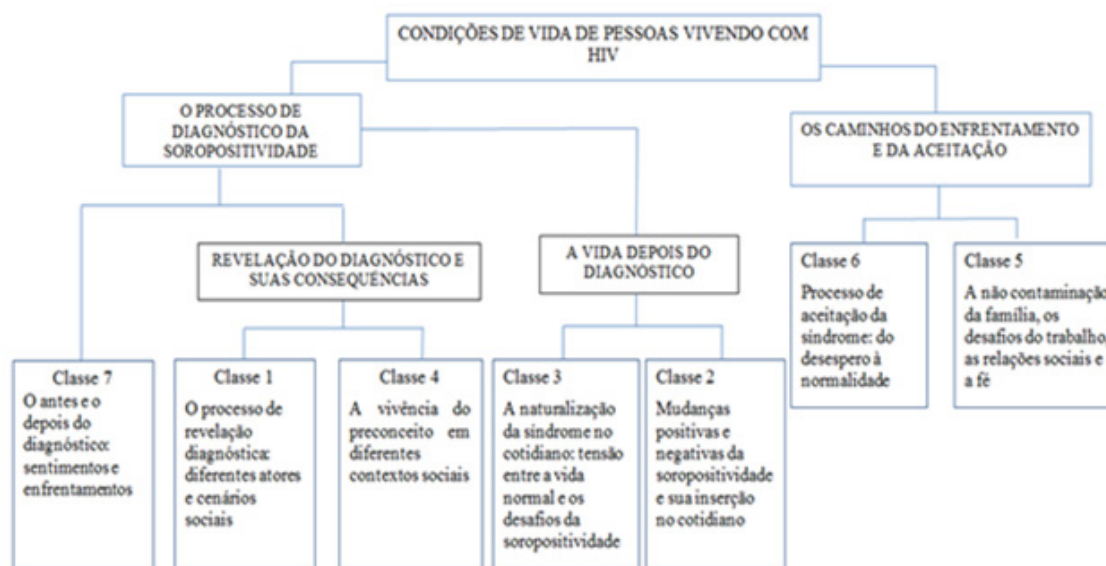 CONDIÇÕES DE VIDA DE PESSOAS VIVENDO COM
HIV
O PROCESSO DE
DIAGNÓSTICO DA
SOROPOSITIVIDADE
OS CAMINHOS DO ENFRENTAMENTO
E DA ACEITAÇÃO
REVELAÇÃO DO DIAGNÓSTICO E
SUAS CONSEQUÊNCIAS
A VIDA DEPOIS DO
DIAGNÓSTICO
Classe 6
Processo de
aceitação da
síndrome: do
desespero à
normalidade
Classe 5
A não contaminação
da família, os
desafios do trabalho,
as relações sociais e
a fé
Classe 7
O antes e o
depois do
diagnóstico:
sentimentos e
enfrentamentos
Classe 1
O processo de
revelação
diagnóstica:
diferentes atores
e cenários
sociais
Classe 4
A vivência do
preconceito em
diferentes
contextos sociais
Classe 3
A naturalização
da síndrome no
cotidiano: tensão
entre a vida
normal e os
desafios da
soropositividade
Classe 2
Mudanças
positivas e
negativas da
soropositividade
e sua inserção
no cotidiano